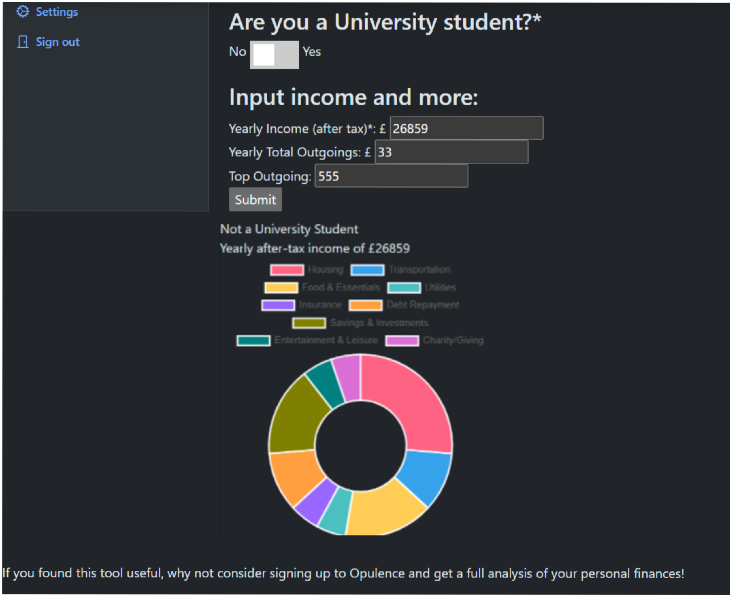 Settings
Sign out
Are you a University student?*
No Yes
Input income and more:
Yearly Income (after tax)*: £ 26859
Yearly Total Outgoings: £ 33
Top Outgoing: 555
Submit
Not a University Student
Yearly after-tax income of £26859
Housing Transportation
Food & Essentials Utilities
Insurance Debt Repayment
Savings & Investments
Entertainment & Leisure Charity/Giving
If you found this tool useful, why not consider signing up to Opulence and get a full analysis of your personal finances!